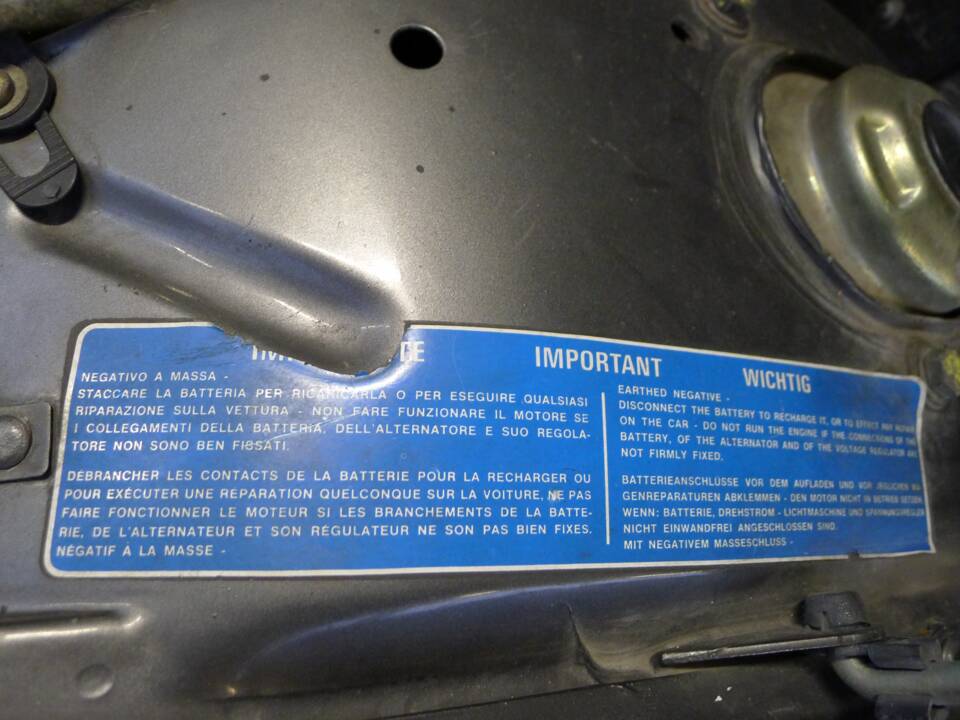 IMPORTANT WICHTIG
NEGATIVO A MASSA -
STACCARE LA BATTERIA PER RICARICARLA O PER ESEGUIRE QUALSIASI
RIPARAZIONE SULLA VETTURA - NON FARE FUNZIONARE IL MOTORE SE
I COLLEGAMENTI DELLA BATTERIA, DELL'ALTERNATORE E SUO REGOLA-
TORE NON SONO BEN FISSATI.
DÉBRANCHER LES CONTACTS DE LA BATTERIE POUR LA RECHARGER OU
POUR EXÉCUTER UNE REPARATION QUELCONQUE SUR LA VOITURE, NE PAS
FAIRE FONCTIONNER LE MOTEUR SI LES BRANCHEMENTS DE LA BATTE-
RIE, DE L'ALTERNATEUR ET SON RÉGULATEUR NE SON PAS BIEN FIXES.
NÉGATIF À LA MASSE -
EARTHED NEGATIVE -
DISCONNECT THE BATTERY TO RECHARGE IT, OR TO EFFECT ANY REPAIRS
ON THE CAR - DO NOT RUN THE ENGINE IF THE CONNECTIONS OF THE
BATTERY, OF THE ALTERNATOR AND OF THE VOLTAGE REGULATOR ARE
NOT FIRMLY FIXED.
BATTERIEANSCHLÜSSE VOR DEM AUFLADEN UND VOR JEGLICHEN WA-
GENREPARATUREN ABKLEMMEN - DEN MOTOR NICHT IN BETRIEB SETZEN
WENN: BATTERIE, DREHSTROM - LICHTMASCHINE UND SPANNUNGSREGLER
NICHT EINWANDFREI ANGESCHLOSSEN SIND.
MIT NEGATIVEM MASSESCHLUSS -